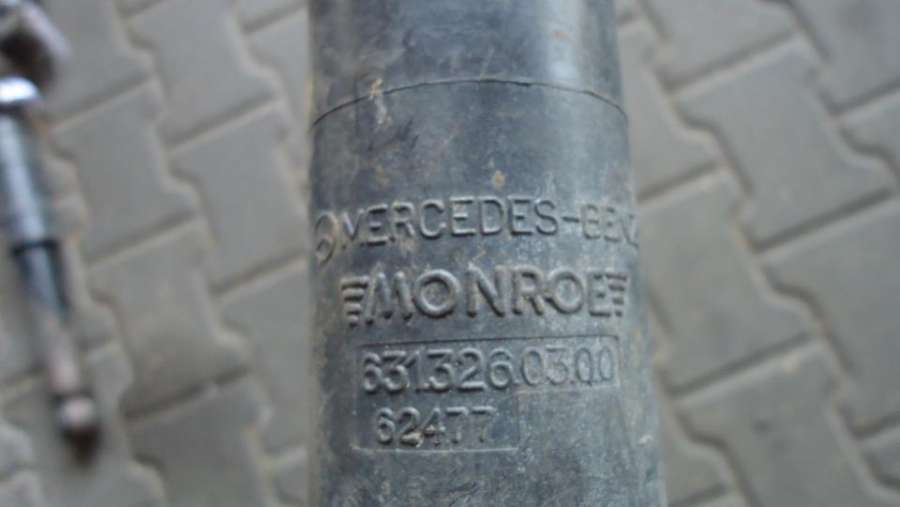 MERCEDES-BENZ
MONROE
631.326.03.00
62477